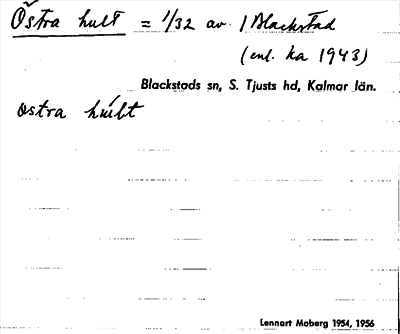 Östra hult = 1/32 av 1 Blackstad
(enl. ka 1943)
Blackstads sn, S. Tjusts hd, Kalmar län.
östra hult
Lennart Moberg 1954, 1956